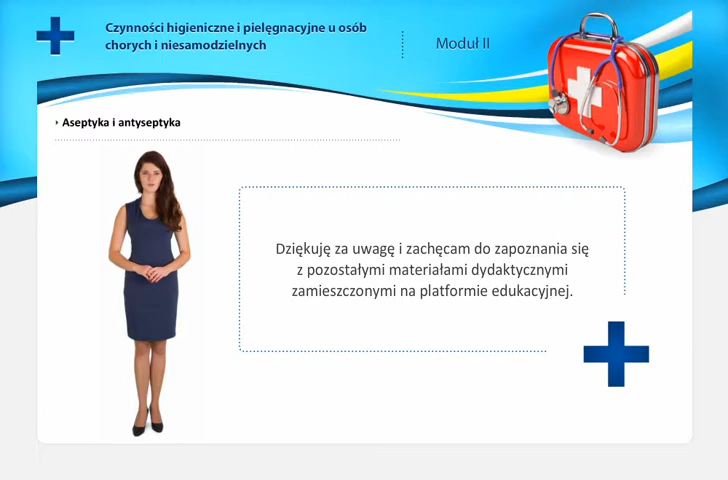 Czynności higieniczne i pielęgnacyjne u osób
chorych i niesamodzielnych
Moduł II
Aseptyka i antyseptyka
Dziękuję za uwagę i zachęcam do zapoznania się
z pozostałymi materiałami dydaktycznymi
zamieszczonymi na platformie edukacyjnej.